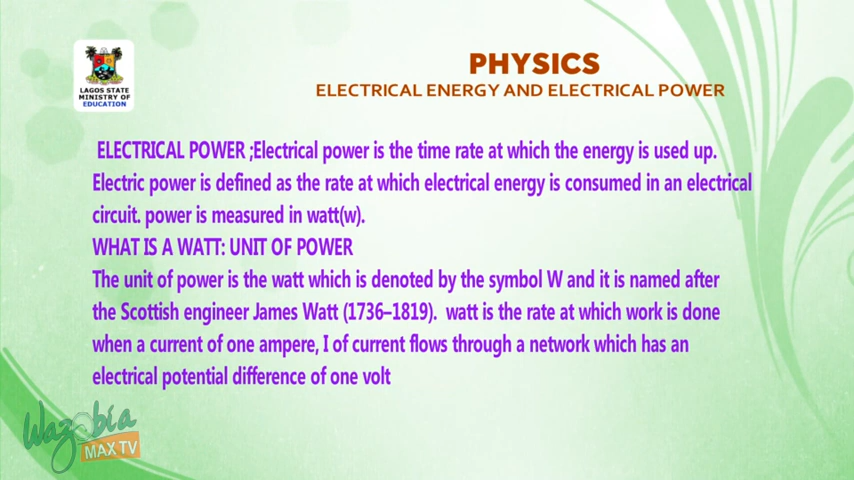 LAGOS STATE
MINISTRY OF
EDUCATION
PHYSICS
ELECTRICAL ENERGY AND ELECTRICAL POWER
ELECTRICAL POWER ;Electrical power is the time rate at which the energy is used up.
Electric power is defined as the rate at which electrical energy is consumed in an electrical
circuit. power is measured in watt(w).
WHAT IS A WATT: UNIT OF POWER
The unit of power is the watt which is denoted by the symbol W and it is named after
the Scottish engineer James Watt (1736–1819). watt is the rate at which work is done
when a current of one ampere, I of current flows through a network which has an
electrical potential difference of one volt
Wazobia
MAX TV